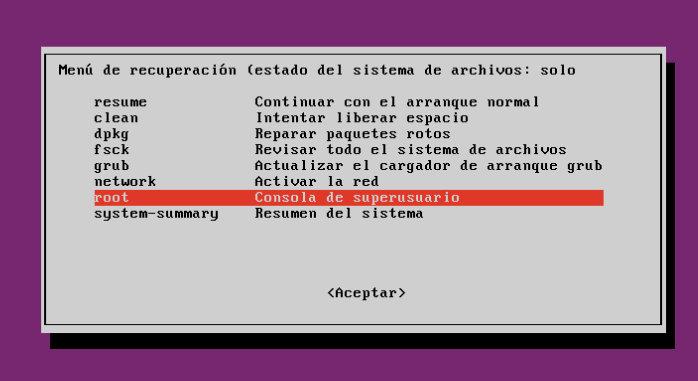 Menú de recuperación (estado del sistema de archivos: solo
resume Continuar con el arranque normal
clean Intentar liberar espacio
dpkg Reparar paquetes rotos
fsck Revisar todo el sistema de archivos
grub Actualizar el cargador de arranque grub
network Activar la red
root Consola de superusuario
system-summary Resumen del sistema
<Aceptar>